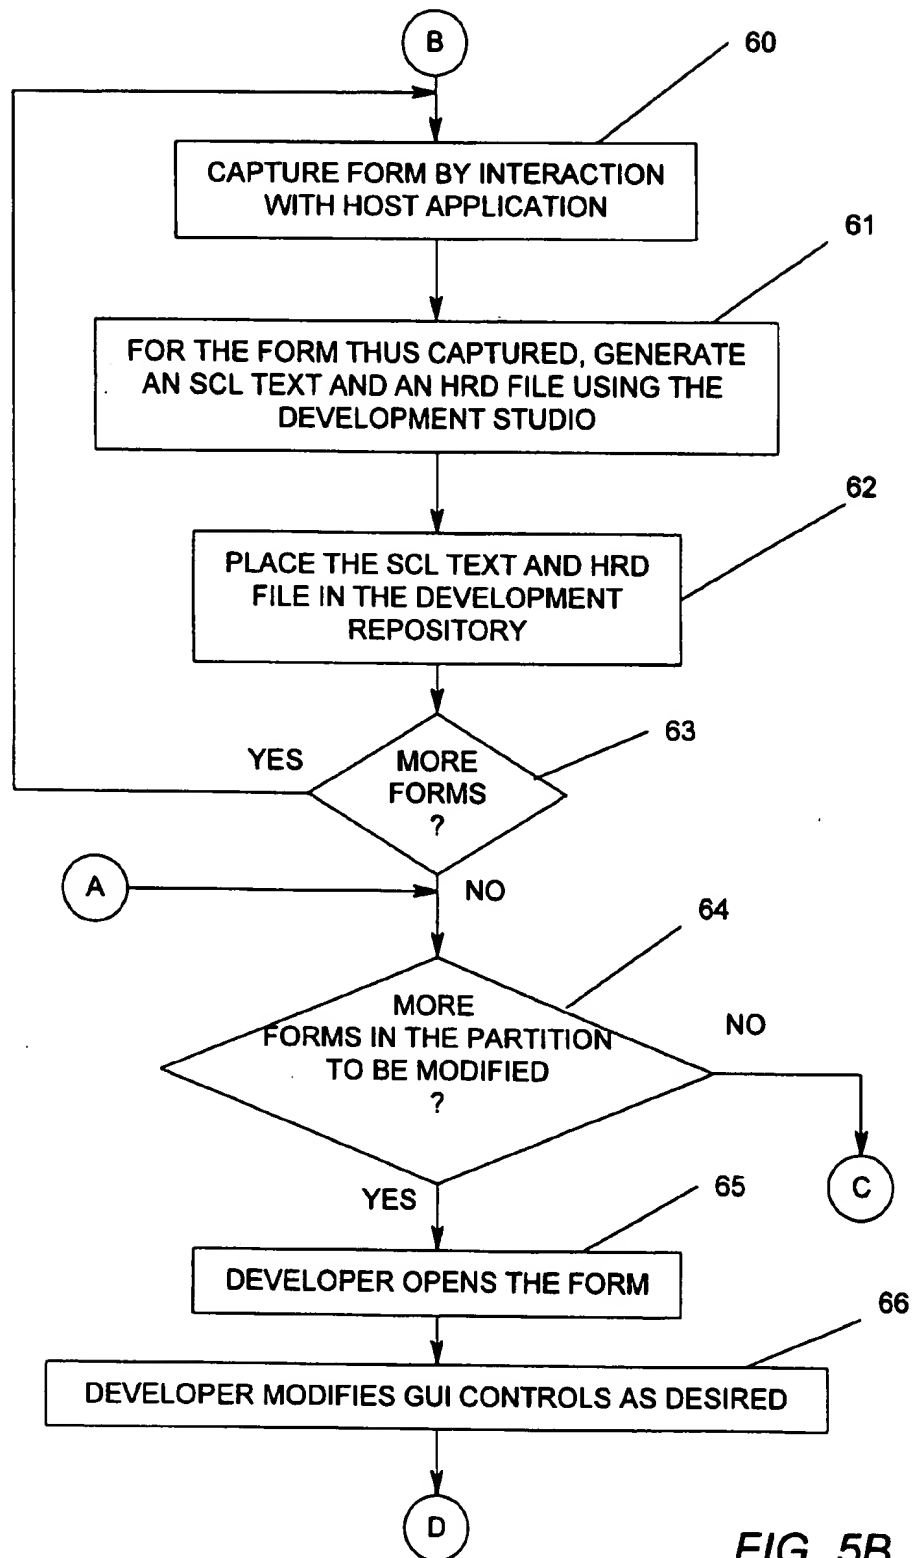 B
60
CAPTURE FORM BY INTERACTION
WITH HOST APPLICATION
61
FOR THE FORM THUS CAPTURED, GENERATE
AN SCL TEXT AND AN HRD FILE USING THE
DEVELOPMENT STUDIO
62
PLACE THE SCL TEXT AND HRD
FILE IN THE DEVELOPMENT
REPOSITORY
63
YES
MORE
FORMS
?
A
NO
64
MORE
FORMS IN THE PARTITION
TO BE MODIFIED
?
NO
C
YES
65
DEVELOPER OPENS THE FORM
66
DEVELOPER MODIFIES GUI CONTROLS AS DESIRED
D
FIG. 5B